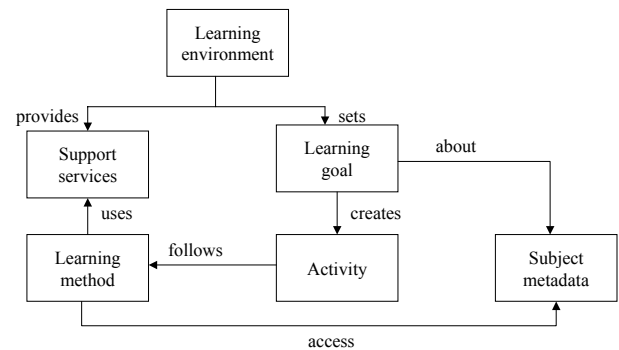 Learning
environment
provides
sets
Support
services
Learning
goal
about
uses
creates
Learning
method
follows
Activity
Subject
metadata
access